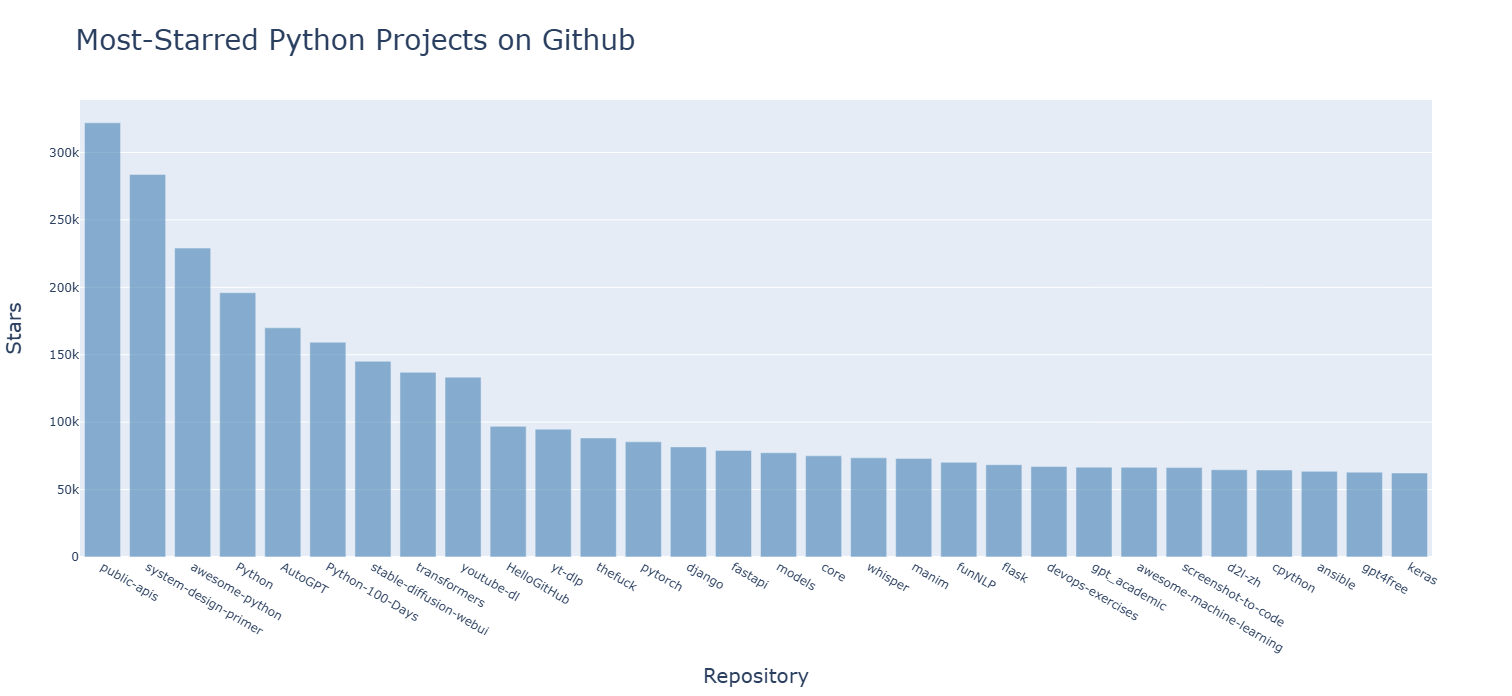 Most-Starred Python Projects on Github
Stars
300k
250k
200k
150k
100k
50k
0
public-apis
system-design-primer
awesome-python
Python
AutoGPT
Python-100-Days
stable-diffusion-webui
transformers
youtube-dl
HelloGitHub
yt-dlp
thefuck
pytorch
django
fastapi
models
core
whisper
manim
funNLP
flask
devops-exercises
gpt_academic
awesome-machine-learning
screenshot-to-code
d2l-zh
cpython
ansible
gpt4free
keras
Repository